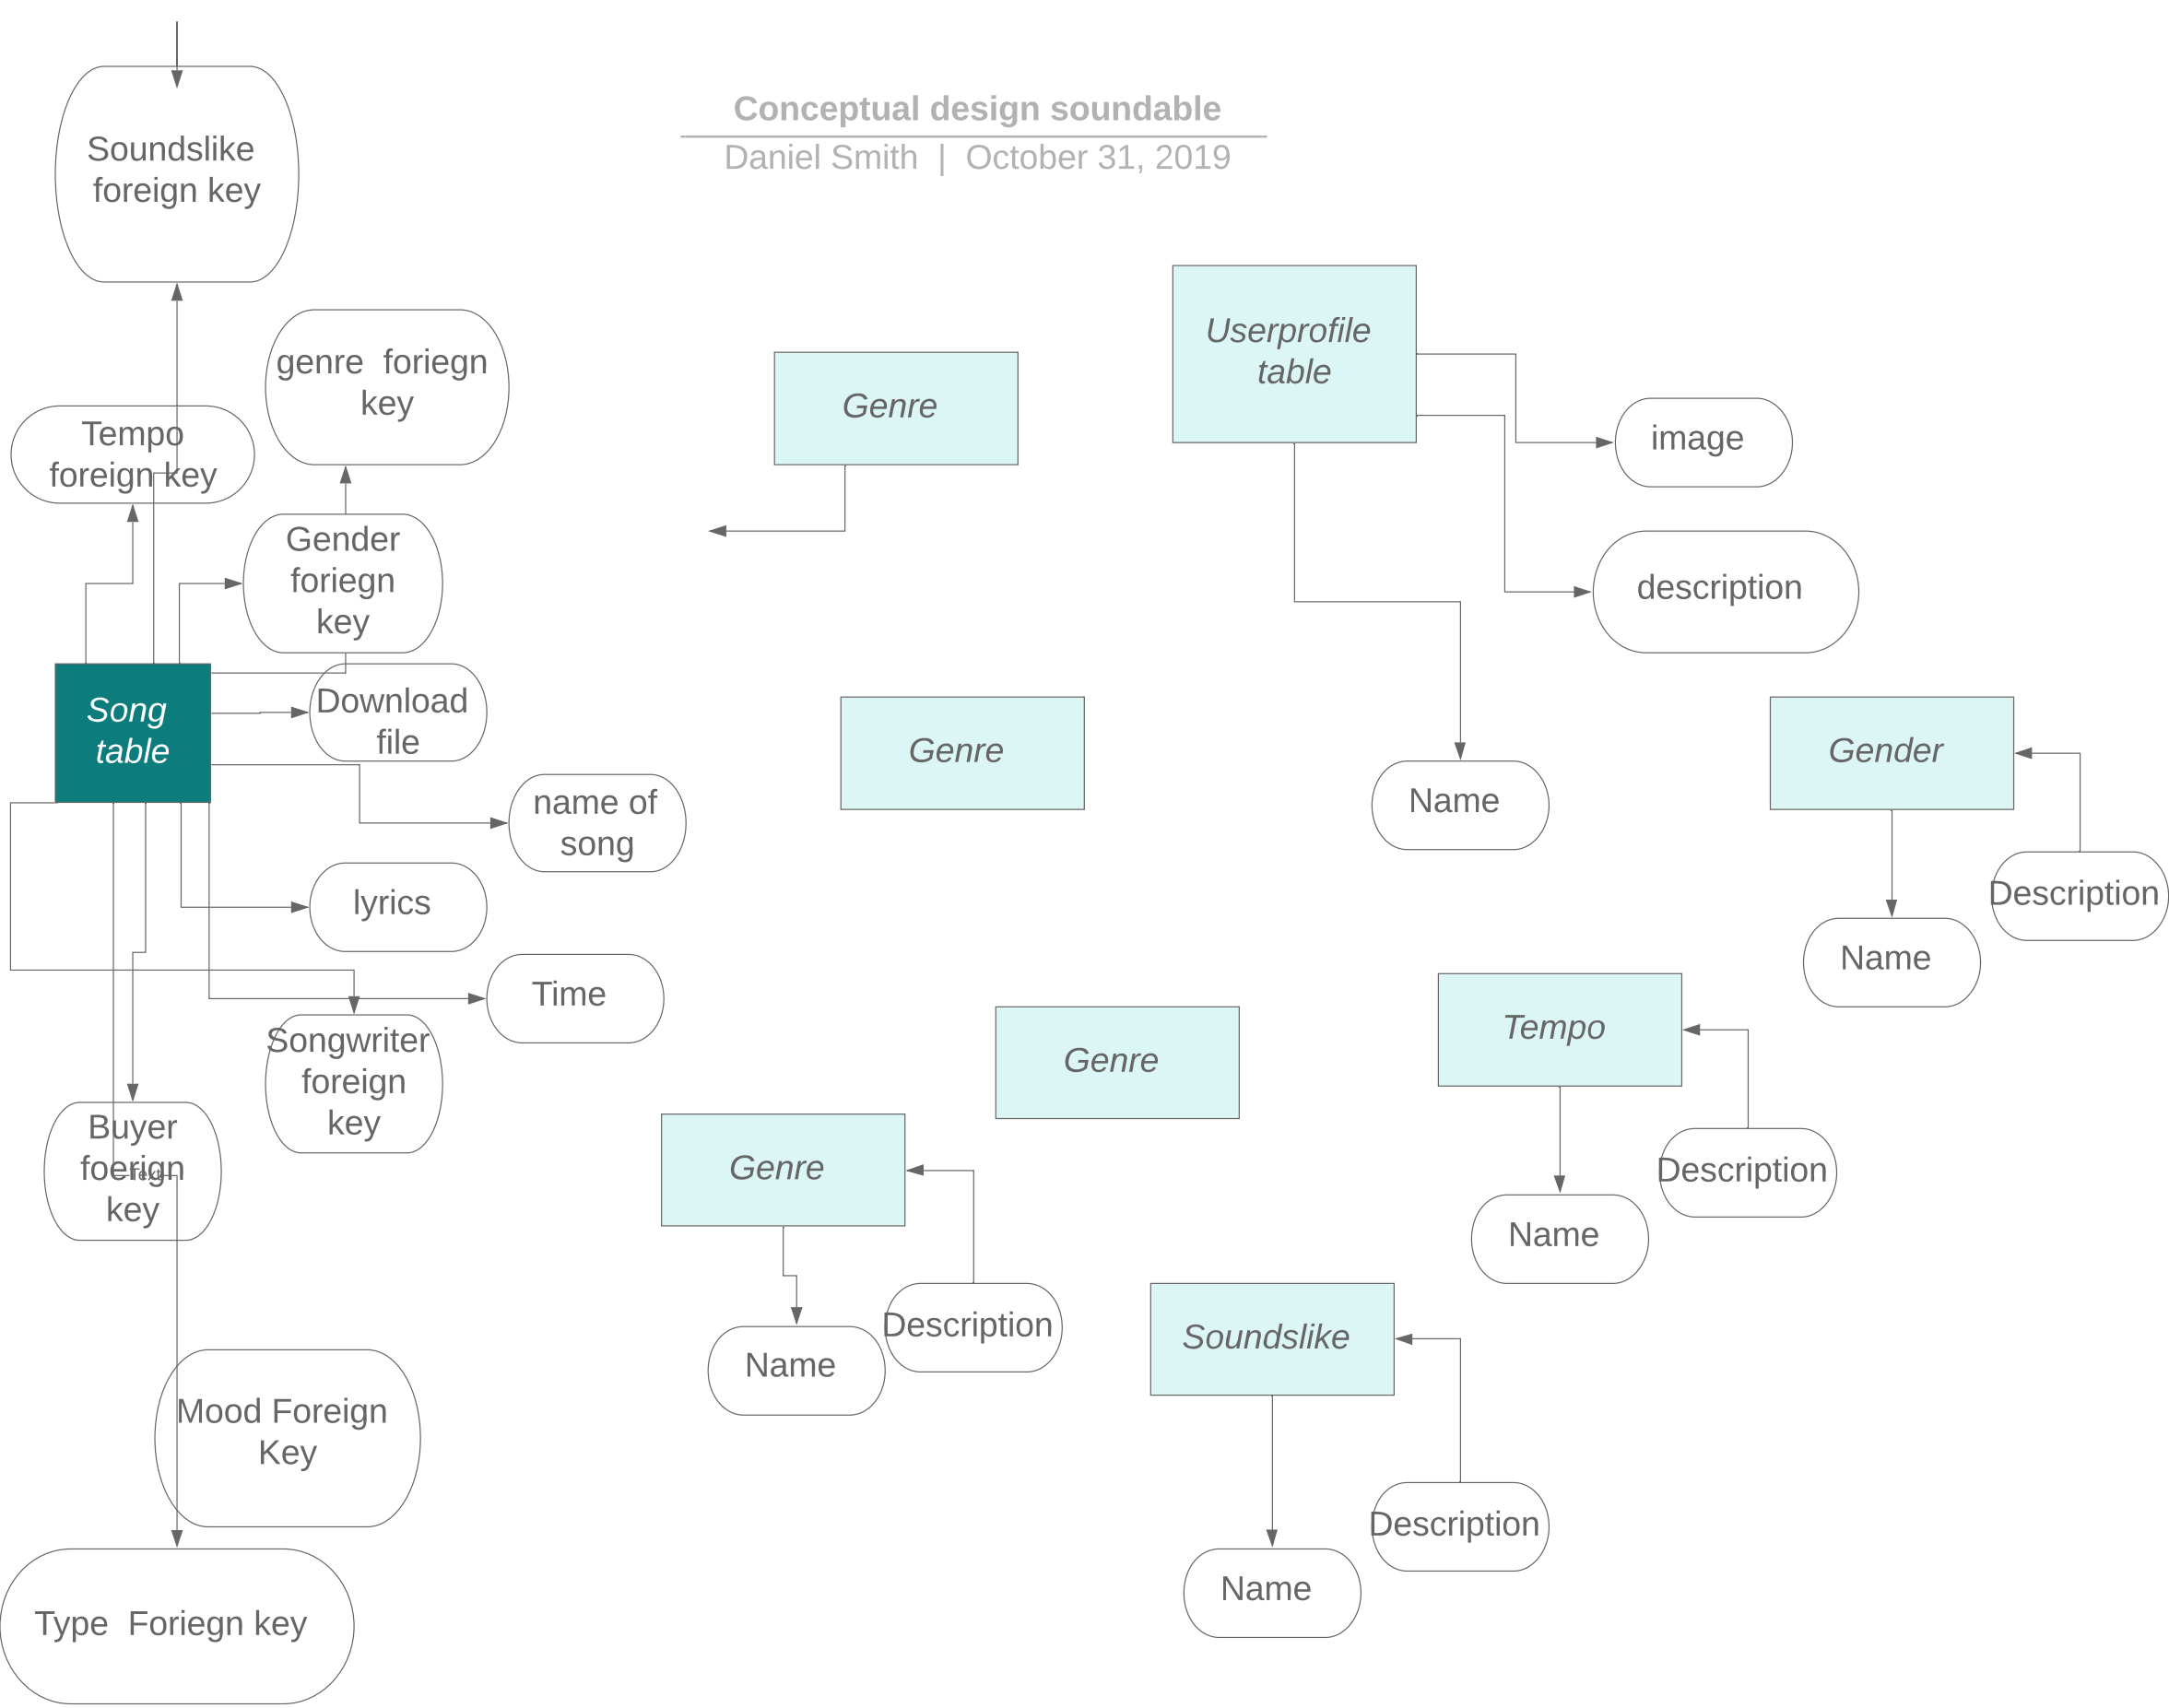 Conceptual design soundable
Daniel Smith | October 31, 2019
Soundslike
foreign key
genre foriegn
key
Tempo
foreign key
Gender
foriegn
key
Song
table
Download
file
name of
song
lyrics
Time
Songwriter
foreign
key
Buyer
foerign
key
Text
Mood Foreign
Key
Type Foriegn key
Genre
Userprofile
table
image
description
Name
Genre
Gender
Description
Name
Genre
Tempo
Description
Name
Genre
Description
Name
Soundslike
Description
Name